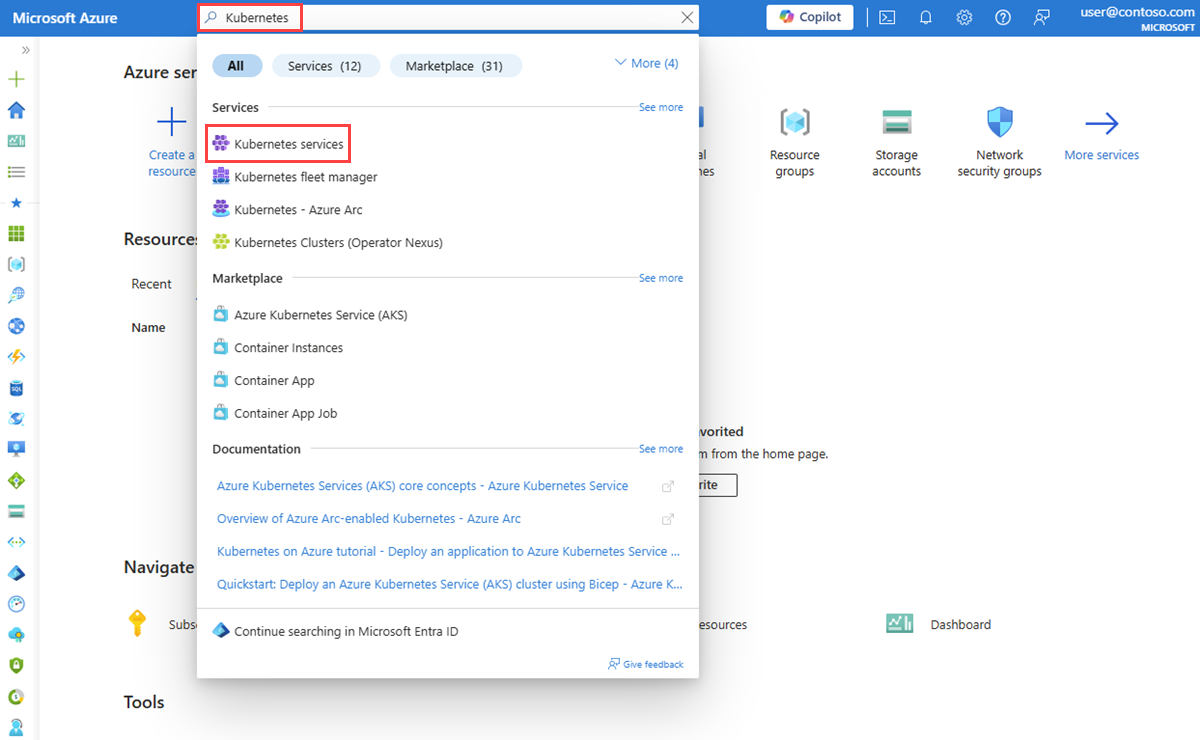 Microsoft Azure
Kubernetes
Copilot
user@contoso.com
MICROSOFT
All
Services (12)
Marketplace (31)
More (4)
Azure ser
Services
See more
Create a
resource
Kubernetes services
Kubernetes fleet manager
Kubernetes - Azure Arc
Kubernetes Clusters (Operator Nexus)
al
nes
Resource
groups
Storage
accounts
Network
security groups
More services
Resources
Recent
Name
Marketplace
See more
Azure Kubernetes Service (AKS)
Container Instances
Container App
Container App Job
Documentation
See more
Azure Kubernetes Services (AKS) core concepts - Azure Kubernetes Service
Overview of Azure Arc-enabled Kubernetes - Azure Arc
Kubernetes on Azure tutorial - Deploy an application to Azure Kubernetes Service ...
Quickstart: Deploy an Azure Kubernetes Service (AKS) cluster using Bicep - Azure K...
vorited
m from the home page.
rite
Navigate
Subs
Continue searching in Microsoft Entra ID
Give feedback
esources
Dashboard
Tools
SQL